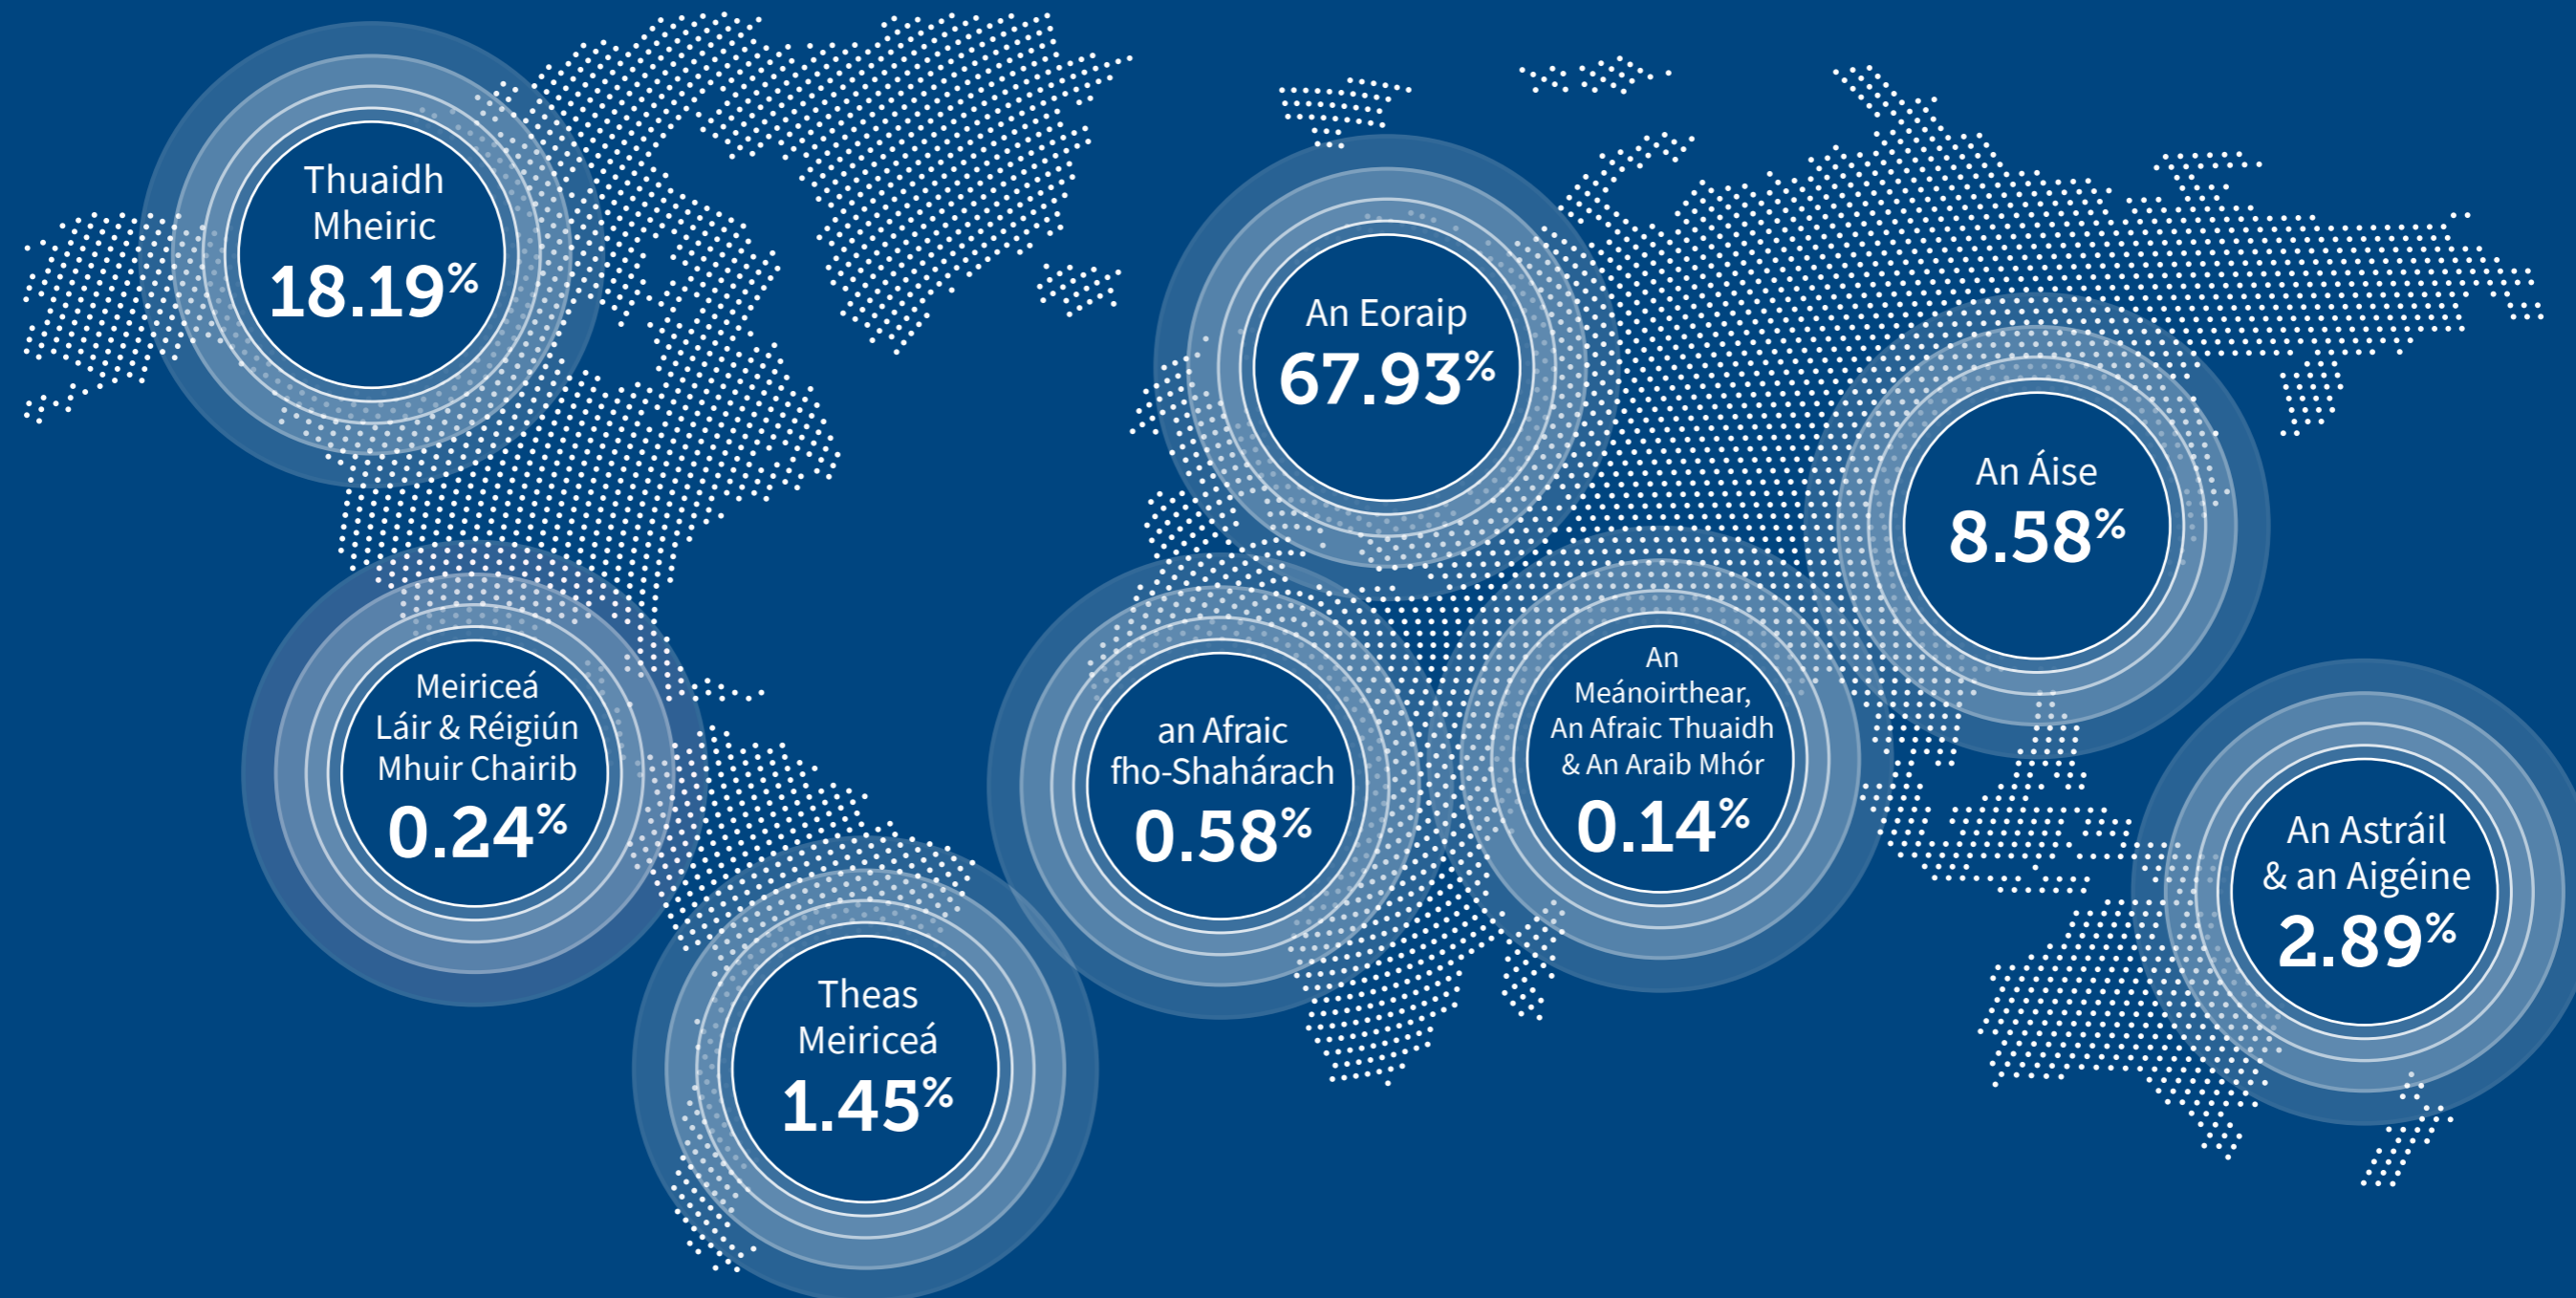 Thuaidh
Mheiric
18.19%
An Eoraip
67.93%
An Áise
8.58%
Meiriceá
Láir & Réigiún
Mhuir Chairib
0.24%
an Afraic
fho-Shahárach
0.58%
An
Meánoirthear,
An Afraic Thuaidh
& An Araib Mhór
0.14%
An Astráil
& an Aigéine
2.89%
Theas
Meiriceá
1.45%